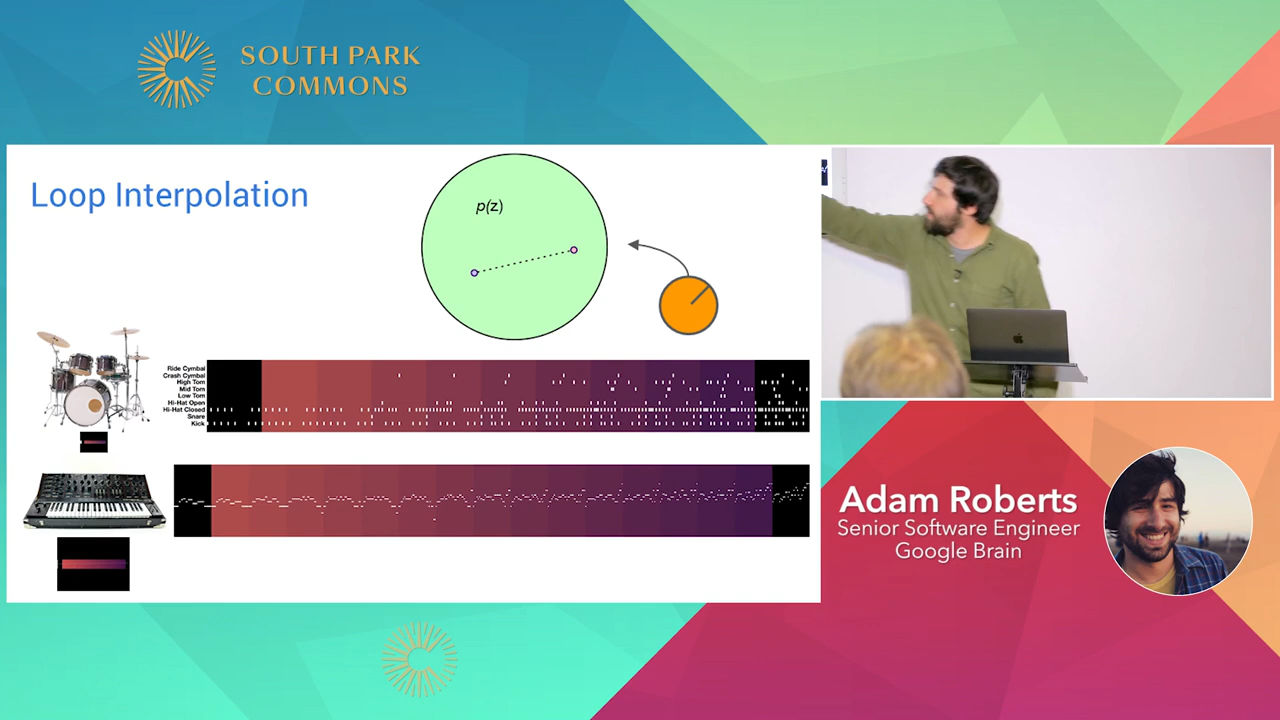 SOUTH PARK
COMMONS
Loop Interpolation
p(z)
Ride Cymbal
Crash Cymbal
High Tom
Mid Tom
Low Tom
Hi-Hat Open
Hi-Hat Closed
Snare
Kick
Adam Roberts
Senior Software Engineer
Google Brain